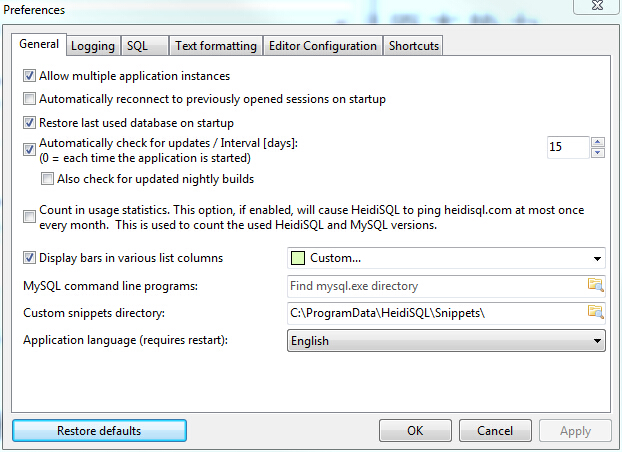 Preferences
General Logging SQL Text formatting Editor Configuration Shortcuts
Allow multiple application instances
Automatically reconnect to previously opened sessions on startup
Restore last used database on startup
Automatically check for updates / Interval [days]: 15
(0 = each time the application is started)
Also check for updated nightly builds
Count in usage statistics. This option, if enabled, will cause HeidiSQL to ping heidisql.com at most once
every month.  This is used to count the used HeidiSQL and MySQL versions.
Display bars in various list columns Custom...
MySQL command line programs: Find mysql.exe directory
Custom snippets directory: C:\ProgramData\HeidiSQL\Snippets\
Application language (requires restart): English
Restore defaults OK Cancel Apply